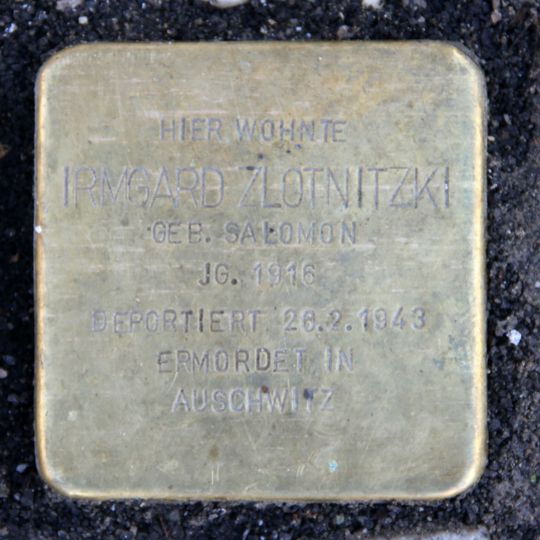 HIER WOHNTE
IRMGARD ZLOTNITZKI
GEB. SALOMON
JG. 1916
DEPORTIERT 26.2.1943
ERMORDET IN
AUSCHWITZ